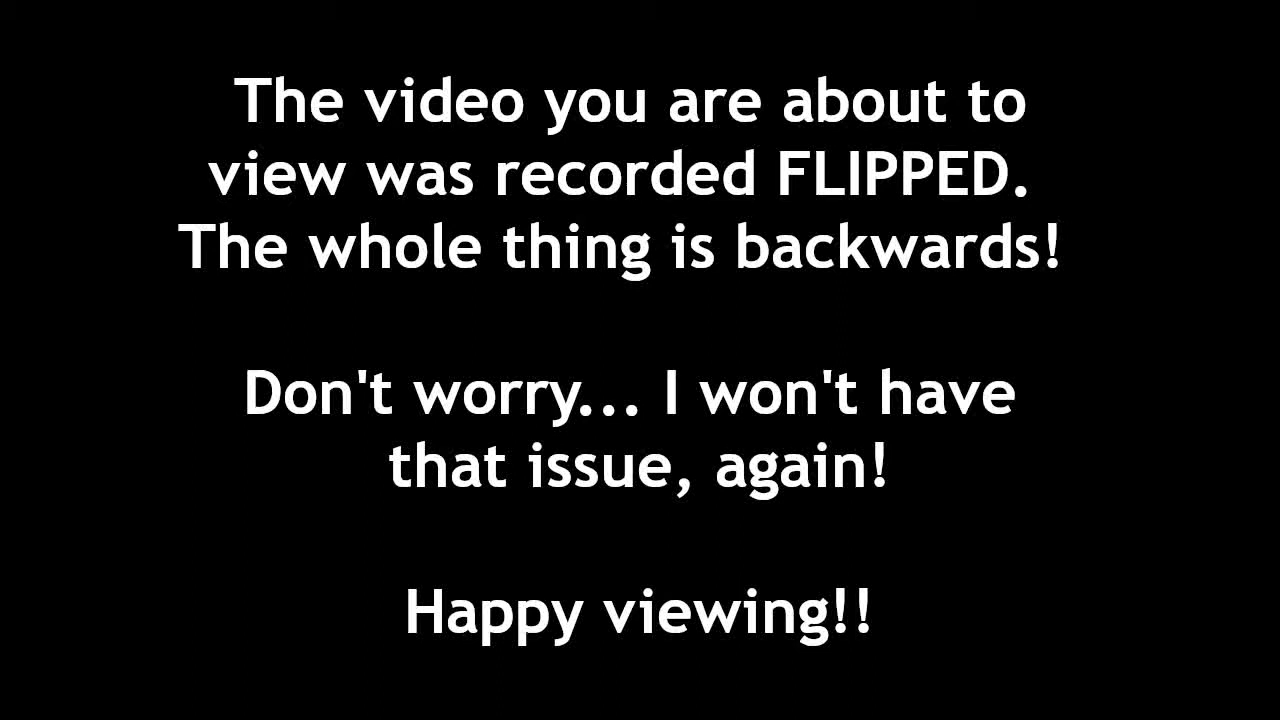 The video you are about to
view was recorded FLIPPED.
The whole thing is backwards!
Don't worry... I won't have
that issue, again!
Happy viewing!!